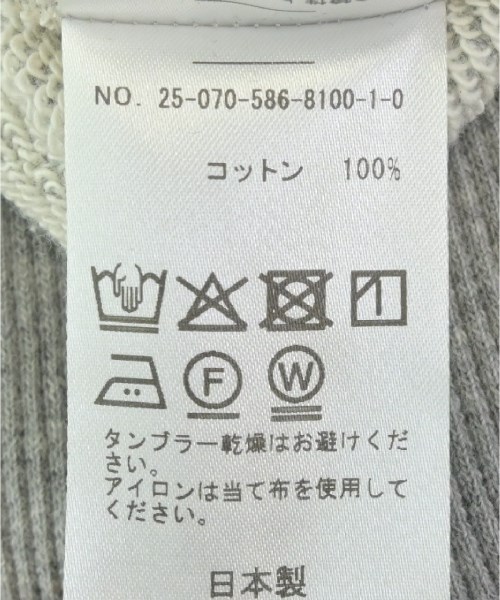 NO. 25-070-586-8100-1-0
コットン 100%
F
W
タンブラー乾燥はお避けくだ
さい。
アイロンは当て布を使用して
ください。
日本製